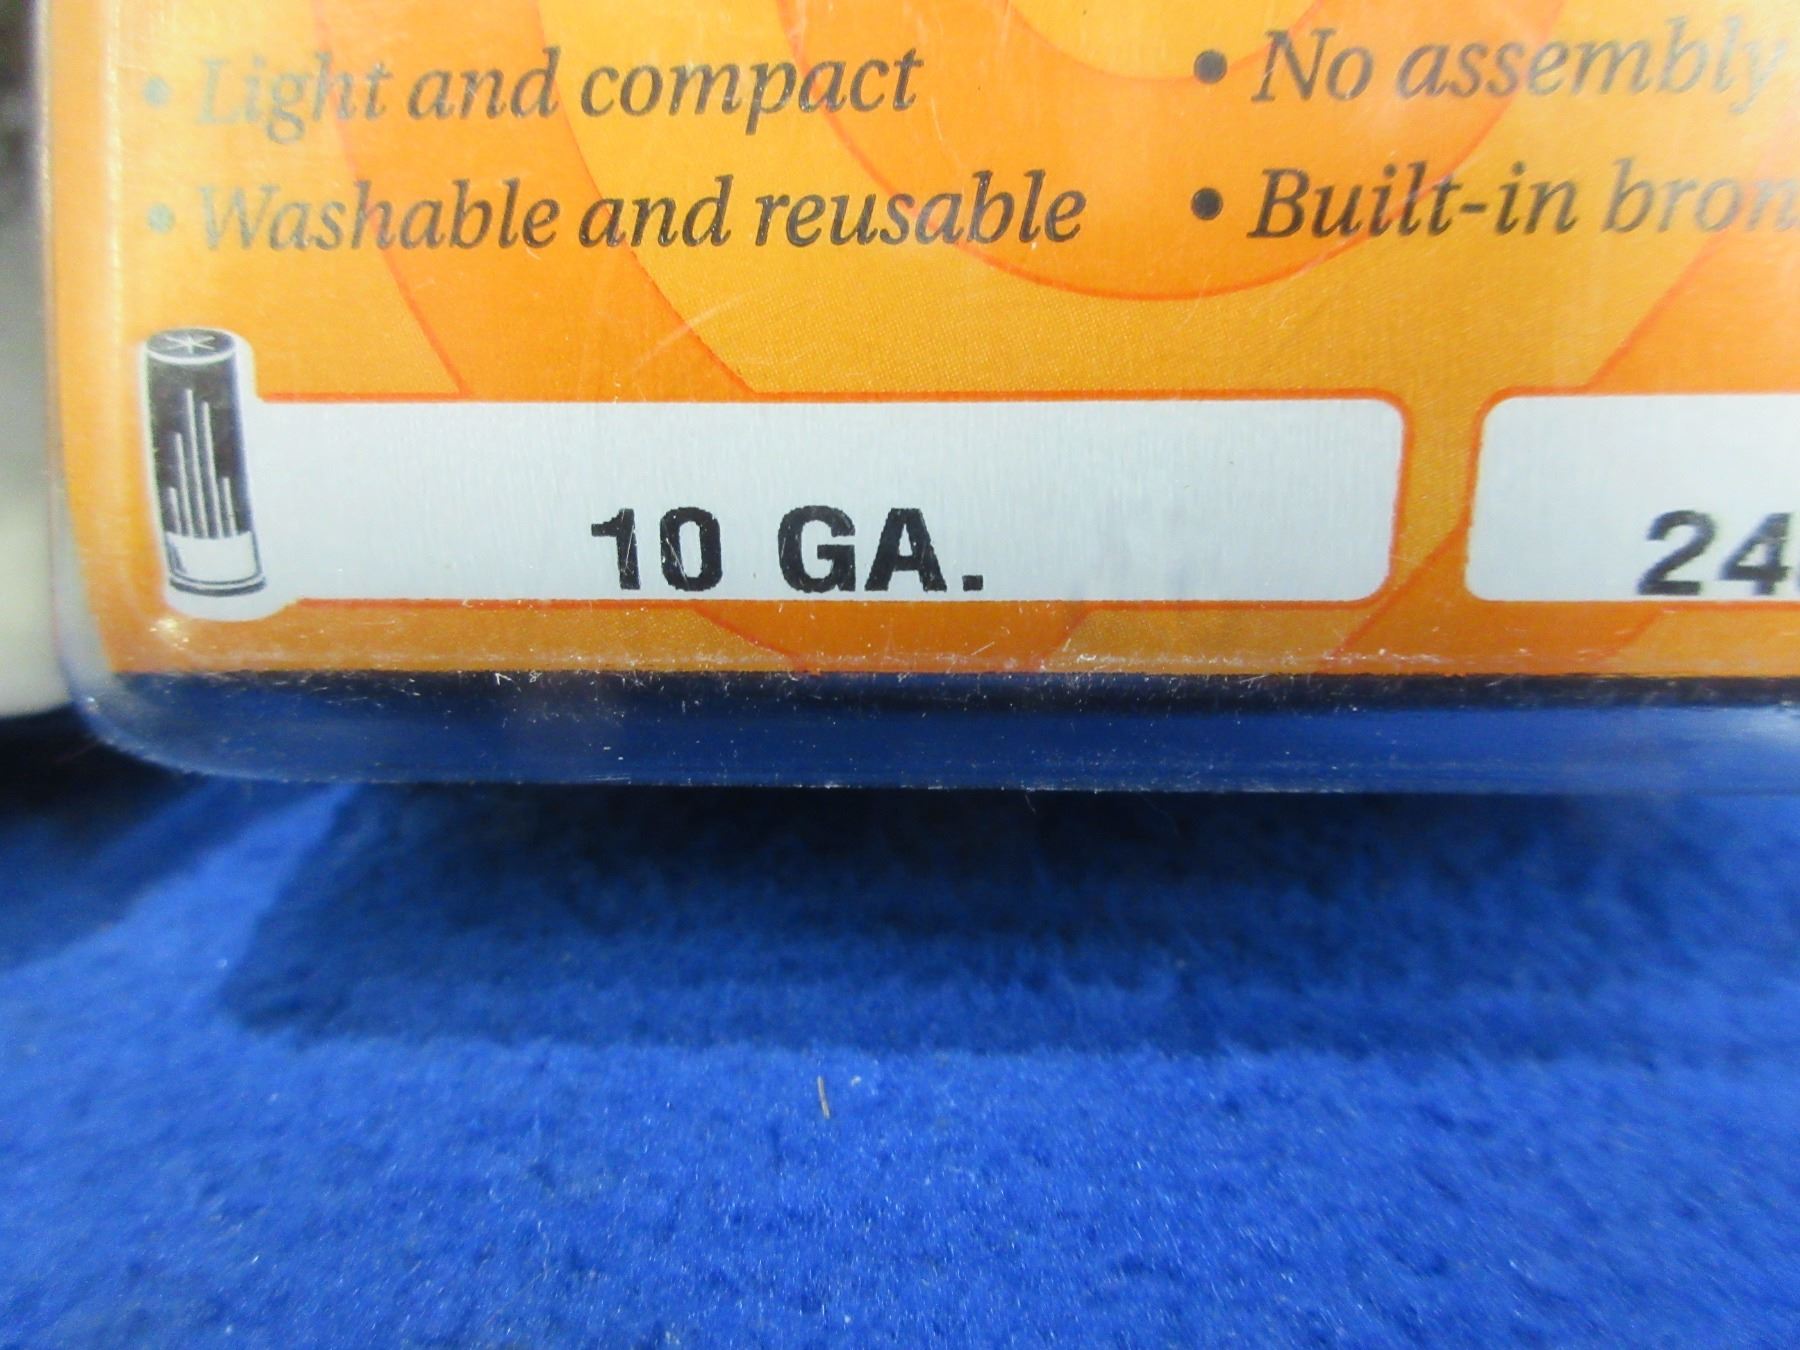 • Light and compact
• Washable and reusable
• No assembly
• Built-in bron
10 GA.
24